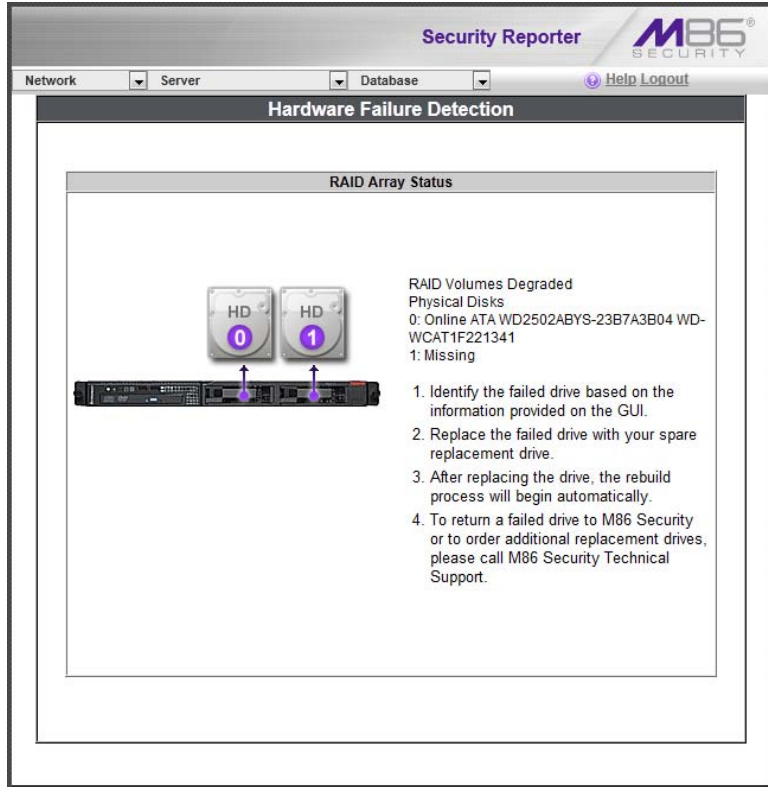 Security Reporter
M86®
SECURITY
Network Server Database Help Logout
Hardware Failure Detection
RAID Array Status
HD HD
0 1
RAID Volumes Degraded
Physical Disks
0: Online ATA WD2502ABYS-23B7A3B04 WD-
WCAT1F221341
1: Missing
1. Identify the failed drive based on the
information provided on the GUI.
2. Replace the failed drive with your spare
replacement drive.
3. After replacing the drive, the rebuild
process will begin automatically.
4. To return a failed drive to M86 Security
or to order additional replacement drives,
please call M86 Security Technical
Support.